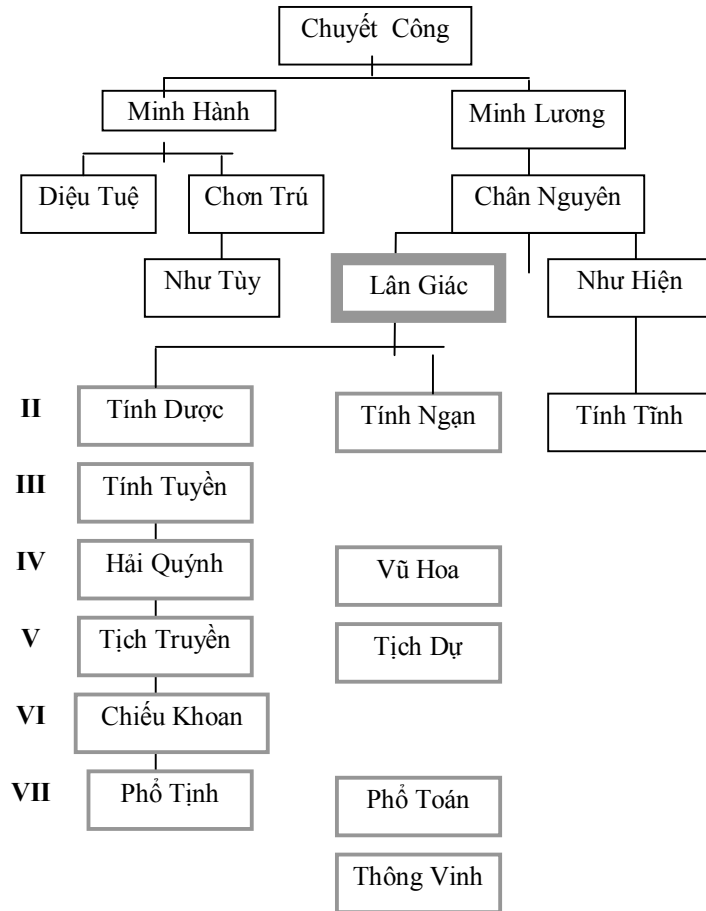 Chuyết Công
Minh Hành Minh Lương
Diệu Tuệ Chơn Trú Chân Nguyên
Như Tùy Lân Giác Như Hiện
II Tính Dược Tính Ngạn Tính Tĩnh
III Tính Tuyền
IV Hải Quýnh Vũ Hoa
V Tịch Truyền Tịch Dự
VI Chiếu Khoan
VII Phổ Tịnh Phổ Toán
Thông Vinh